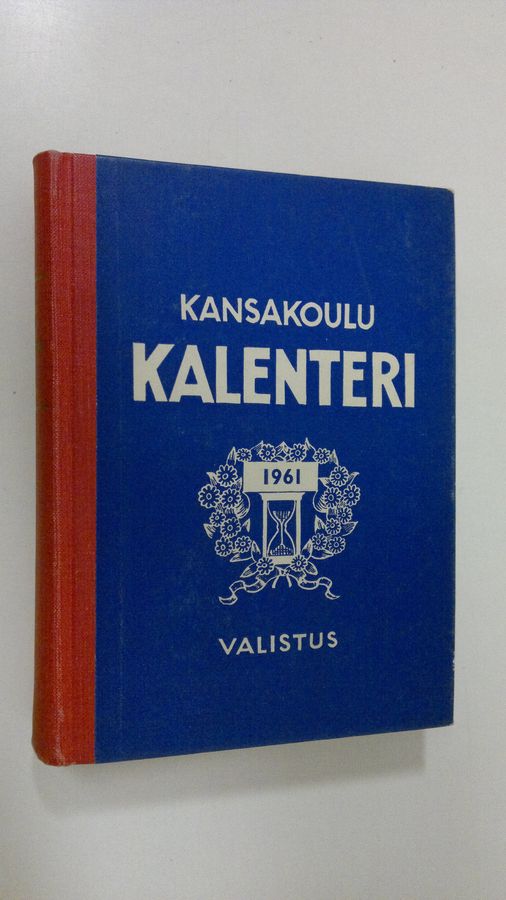 KANSAKOULU
KALENTERI
1961
VALISTUS